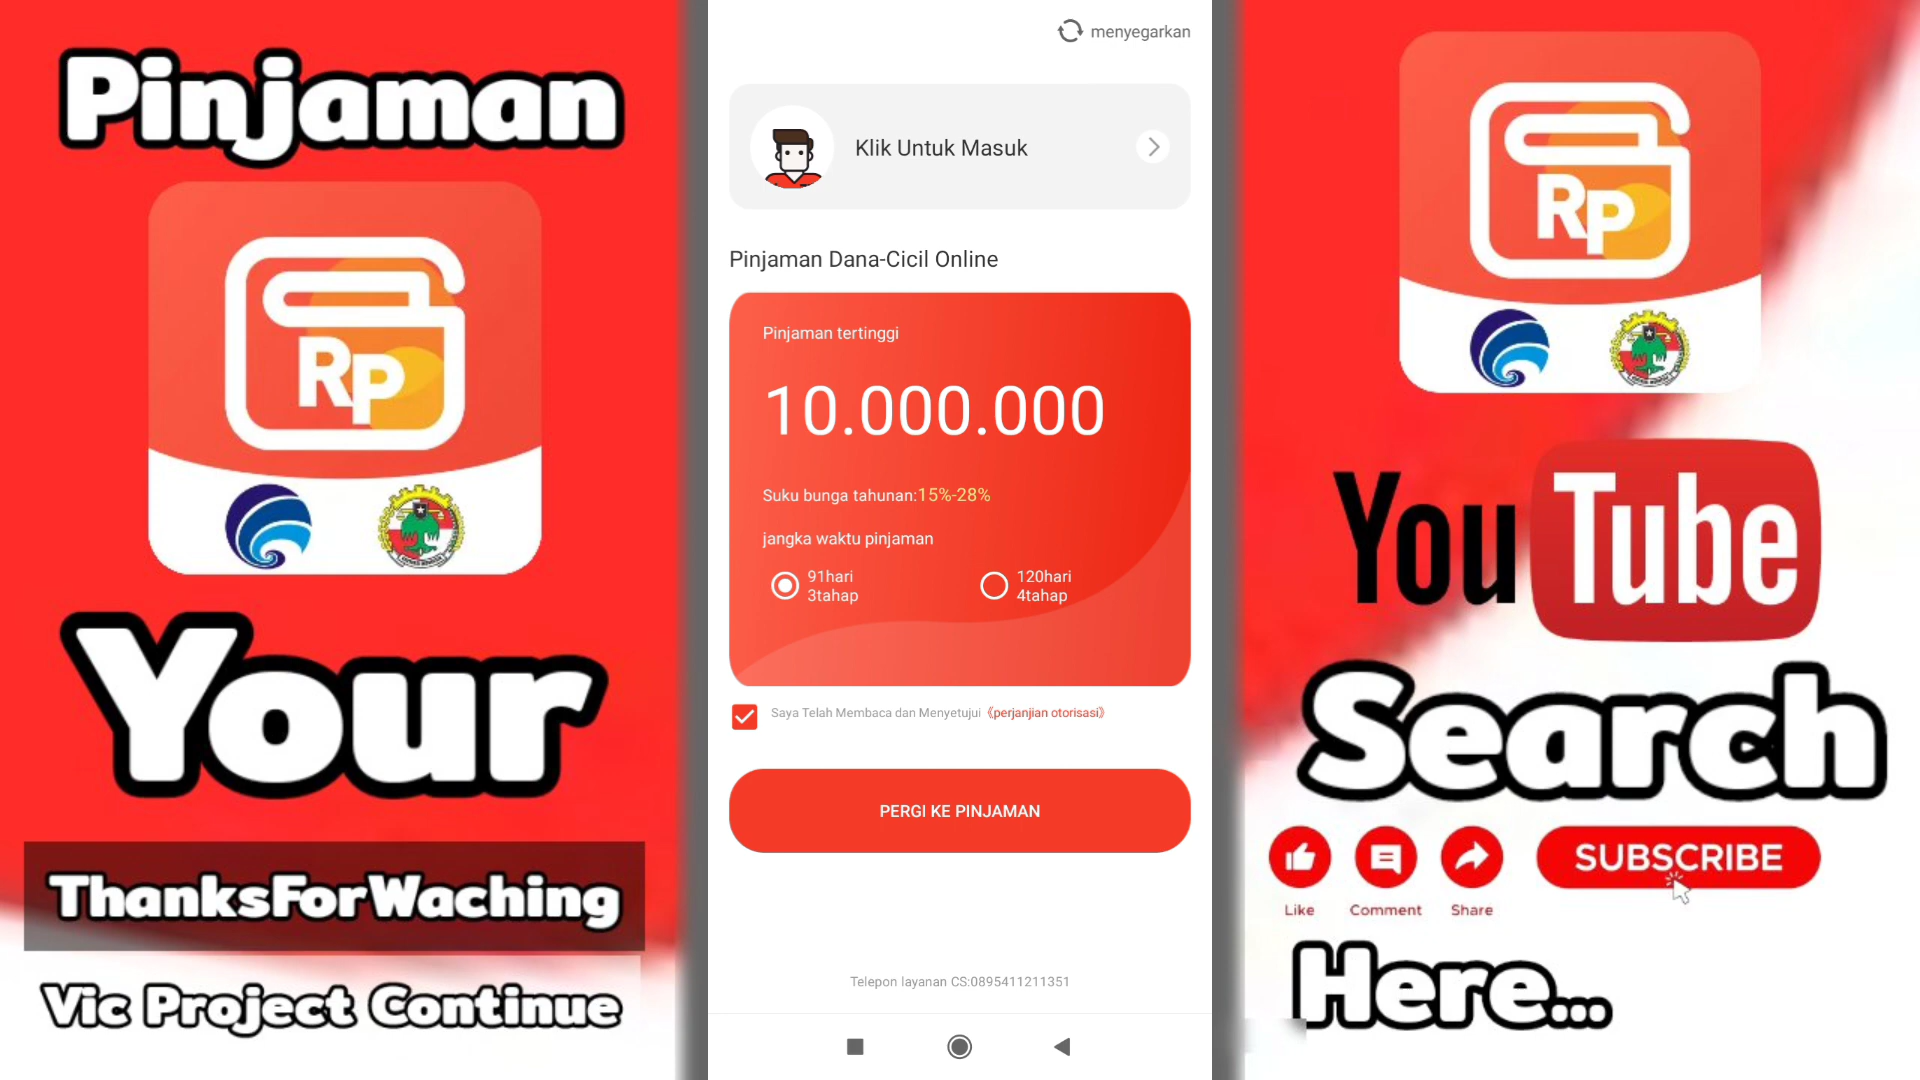 Pinjaman
RP
Your
ThanksForWaching
Vic Project Continue
menyegarkan
Klik Untuk Masuk
Pinjaman Dana-Cicil Online
Pinjaman tertinggi
10.000.000
Suku bunga tahunan:15%-28%
jangka waktu pinjaman
91hari
3tahap
120hari
4tahap
Saya Telah Membaca dan Menyetujui 《perjanjian otorisasi》
PERGI KE PINJAMAN
Telepon layanan CS:0895411211351
RP
YouTube
Search
SUBSCRIBE
Like
Comment
Share
Here...